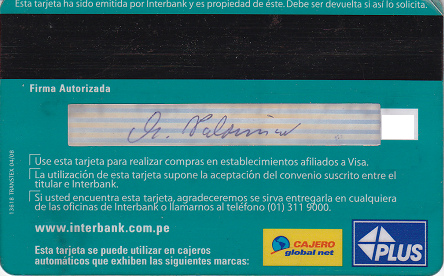 Esta tarjeta ha sido emitida por Interbank y es propiedad de éste. Debe ser devuelta si así lo solicita.
Firma Autorizada
Use esta tarjeta para realizar compras en establecimientos afiliados a Visa.
La utilización de esta tarjeta supone la aceptación del convenio suscrito entre el
titular e Interbank.
Si usted encuentra esta tarjeta, agradeceremos se sirva entregarla en cualquiera
de las oficinas de Interbank o llamarnos al teléfono (01) 311 9000.
www.interbank.com.pe
Esta tarjeta se puede utilizar en cajeros
automáticos que exhiben las siguientes marcas:
CAJERO
global net
PLUS